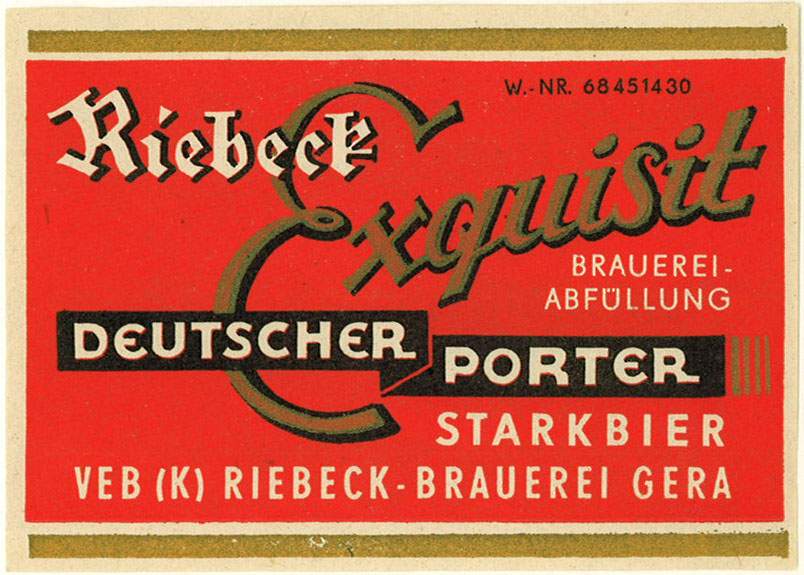 W.-NR. 68451430
Riebeck
Exquisit
BRAUEREI-
ABFÜLLUNG
DEUTSCHER
PORTER
STARKBIER
VEB (K) RIEBECK-BRAUEREI GERA